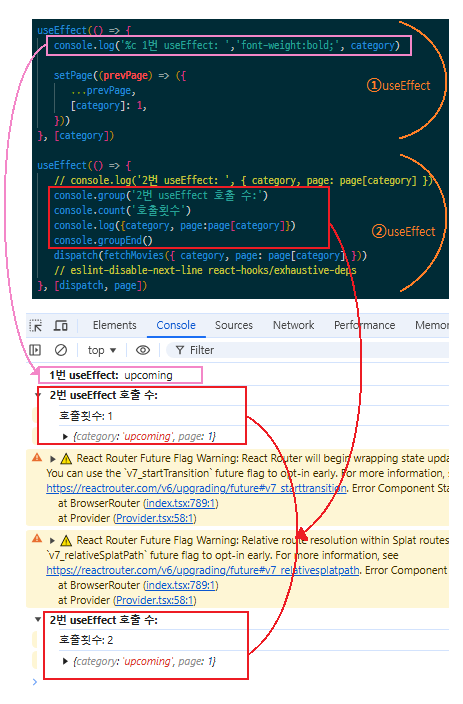 useEffect(() => {
console.log('%c 1번 useEffect: ','font-weight:bold;', category)
setPage((prevPage) => ({
...prevPage,
[category]: 1,
}))
}, [category])
①useEffect
useEffect(() => {
// console.log('2번 useEffect: ', { category, page: page[category] })
console.group('2번 useEffect 호출 수:')
console.count('호출횟수')
console.log({category, page:page[category]})
console.groupEnd()
dispatch(fetchMovies({ category, page: page[category] }))
// eslint-disable-next-line react-hooks/exhaustive-deps
}, [dispatch, page])
②useEffect
Elements Console Sources Network Performance Memor
top ▼ Filter
1번 useEffect: upcoming
▼ 2번 useEffect 호출 수:
호출횟수: 1
▶ {category: 'upcoming', page: 1}
▶ ⚠ React Router Future Flag Warning: React Router will begin wrapping state upda
You can use the `v7_startTransition` future flag to opt-in early. For more information,
https://reactrouter.com/v6/upgrading/future#v7_starttransition. Error Component Sta
at BrowserRouter (index.tsx:789:1)
at Provider (Provider.tsx:58:1)
▶ ⚠ React Router Future Flag Warning: Relative route resolution within Splat routes
`v7_relativeSplatPath` future flag to opt-in early. For more information, see
https://reactrouter.com/v6/upgrading/future#v7_relativesplatpath. Error Component
at BrowserRouter (index.tsx:789:1)
at Provider (Provider.tsx:58:1)
▼ 2번 useEffect 호출 수:
호출횟수: 2
▶ {category: 'upcoming', page: 1}
>